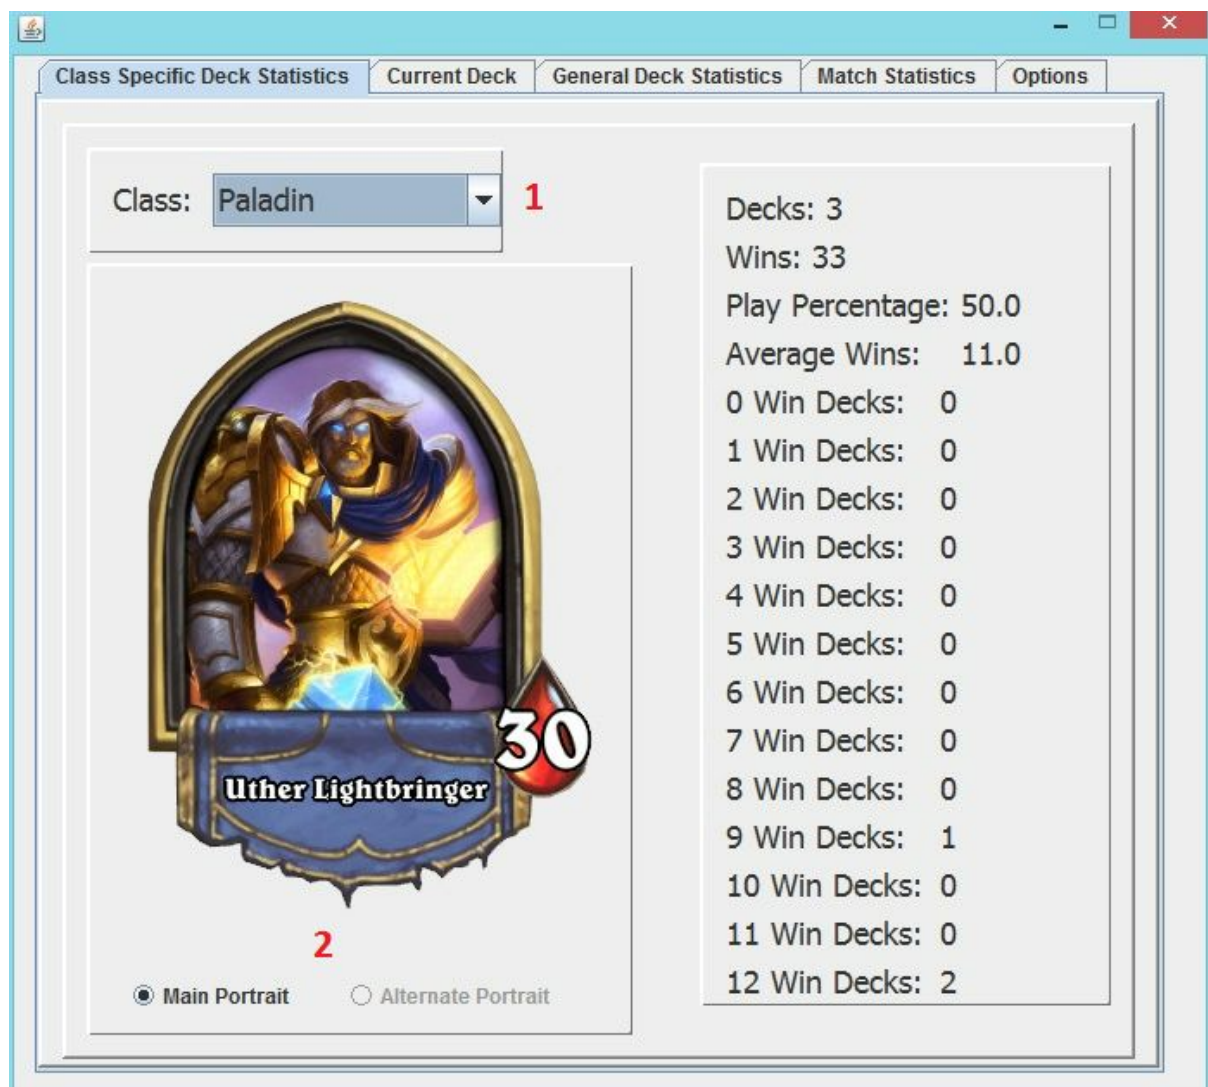 Class Specific Deck Statistics Current Deck General Deck Statistics Match Statistics Options
Class: Paladin 1
Uther Lightbringer
30
2
Main Portrait Alternate Portrait
Decks: 3
Wins: 33
Play Percentage: 50.0
Average Wins: 11.0
0 Win Decks: 0
1 Win Decks: 0
2 Win Decks: 0
3 Win Decks: 0
4 Win Decks: 0
5 Win Decks: 0
6 Win Decks: 0
7 Win Decks: 0
8 Win Decks: 0
9 Win Decks: 1
10 Win Decks: 0
11 Win Decks: 0
12 Win Decks: 2